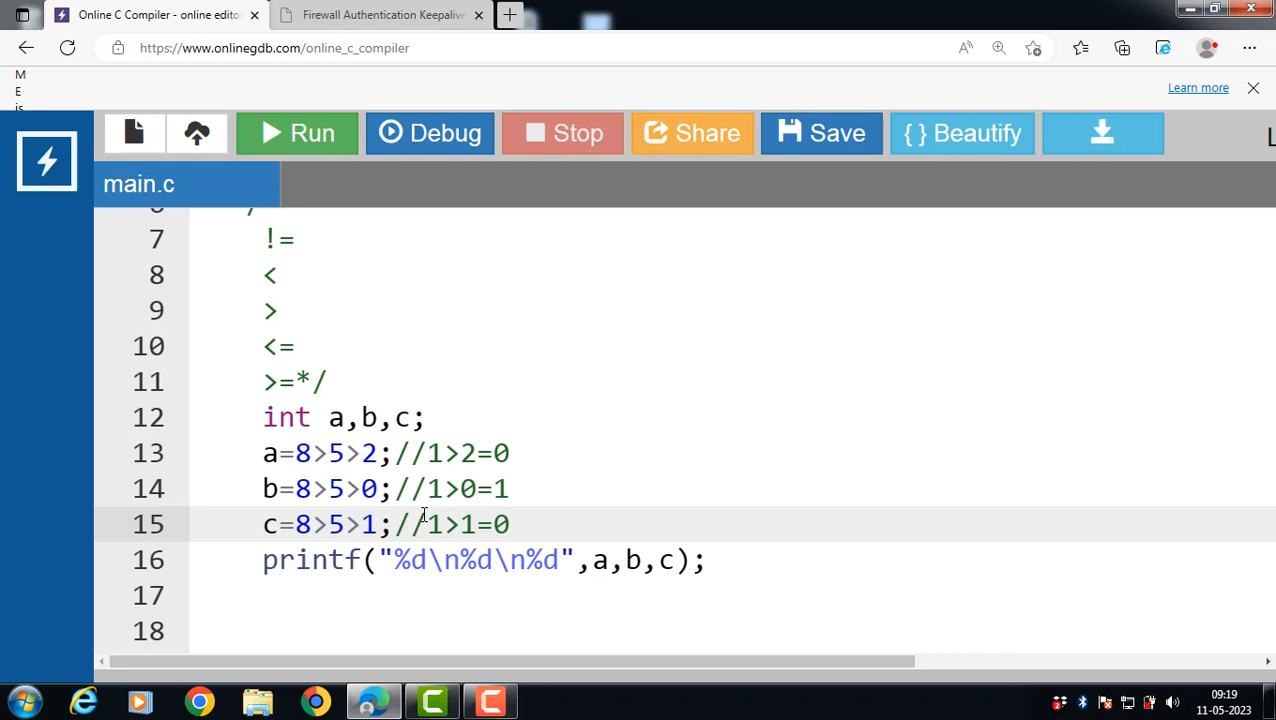 Online C Compiler - online edito
Firewall Authentication Keepalive
https://www.onlinegdb.com/online_c_compiler
M
E
is
Learn more
Run
Debug
Stop
Share
Save
{ } Beautify
main.c
7 !=
8 <
9 >
10 <=
11 >=*/
12 int a,b,c;
13 a=8>5>2;//1>2=0
14 b=8>5>0;//1>0=1
15 c=8>5>1;//1>1=0
16 printf("%d\n%d\n%d",a,b,c);
17
18
09:19
11-05-2023